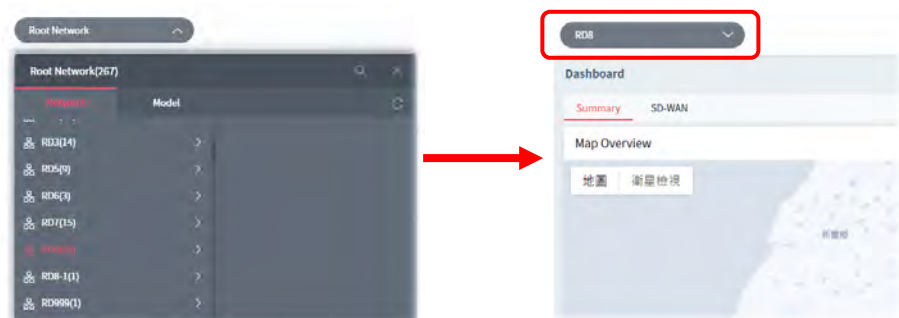 Root Network
Root Network(267)
Network
Model
RD3(14)
RD5(9)
RD6(3)
RD7(15)
RD8-1(1)
RD999(1)
RD8
Dashboard
Summary
SD-WAN
Map Overview
地圖
衛星檢視